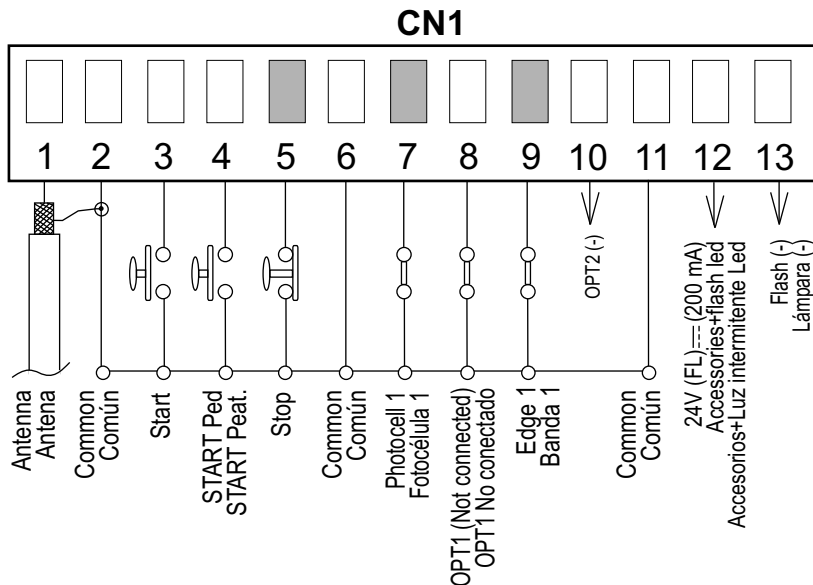 CN1
1 2 3 4 5 6 7 8 9 10 11 12 13
Antenna
Antena
Common
Común
Start
START Ped
START Peat.
Stop
Common
Común
Photocell 1
Fotocélula 1
OPT1 (Not connected)
OPT1 No conectado
Edge 1
Banda 1
OPT2 (-)
Common
Común
24V (FL)⎓(200 mA)
Accessories+flash led
Accesorios+Luz intermitente Led
Flash (-)
Lámpara (-)